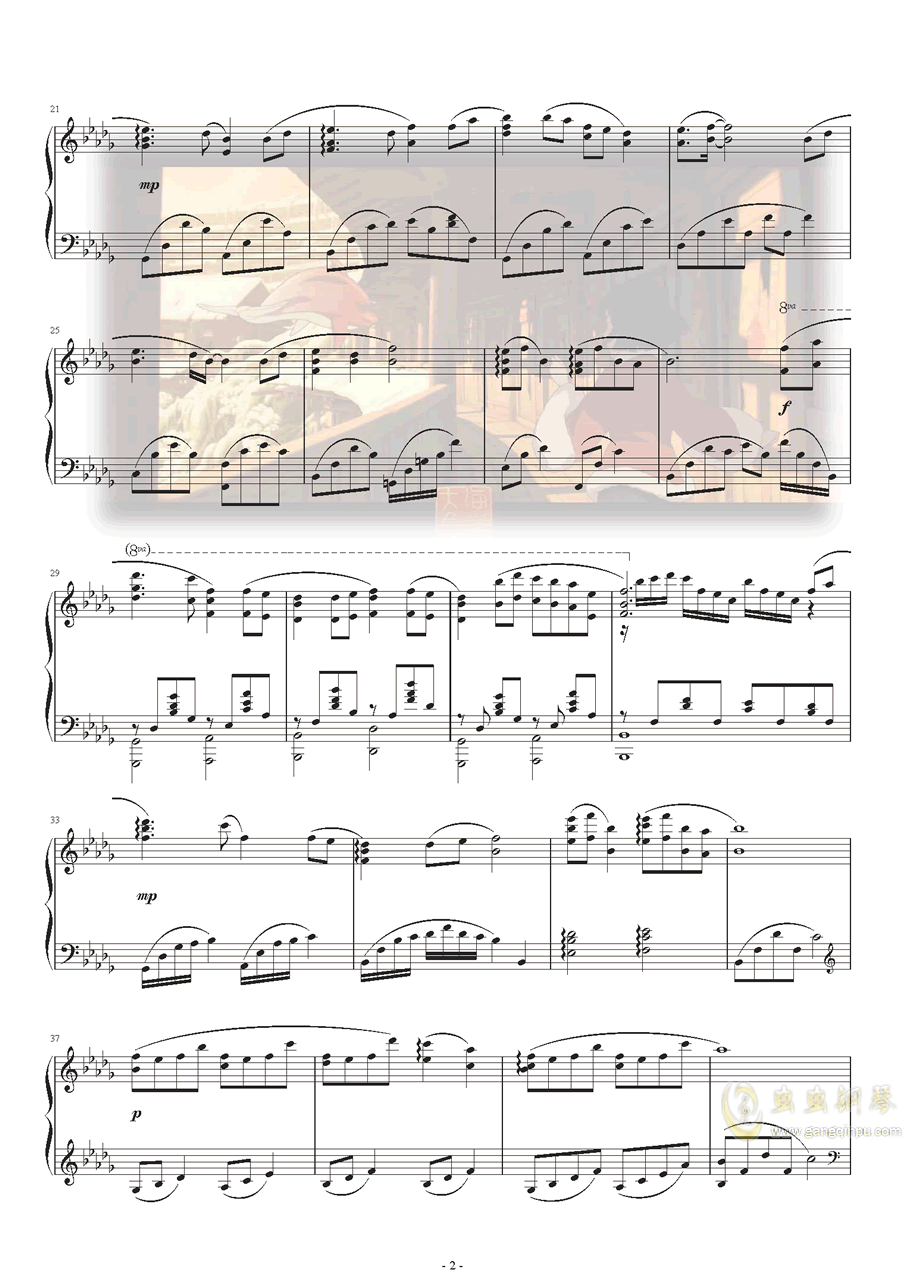 21
mp
25
8va
f
(8va)
29
33
mp
37
p
虫虫钢琴
www.gangqinpu.com
- 2 -